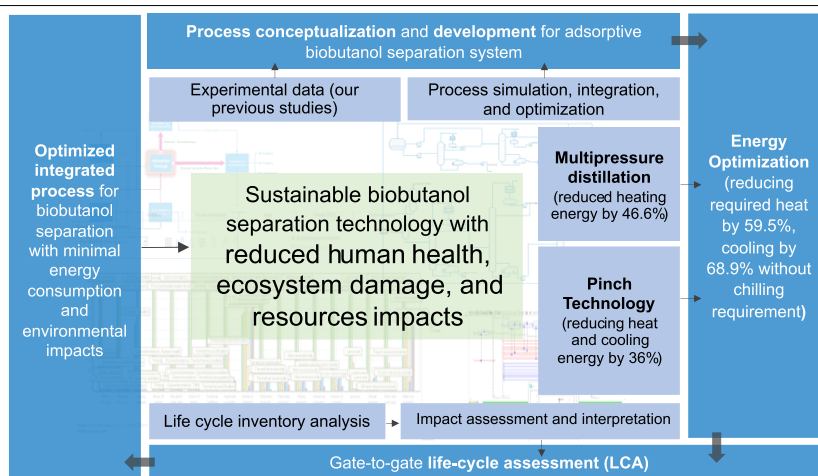 Process conceptualization and development for adsorptive
biobutanol separation system
Experimental data (our
previous studies)
Process simulation, integration,
and optimization
Optimized
integrated
process for
biobutanol
separation
with minimal
energy
consumption
and
environmental
impacts
Sustainable biobutanol
separation technology with
reduced human health,
ecosystem damage, and
resources impacts
Multipressure
distillation
(reduced heating
energy by 46.6%)
Pinch
Technology
(reducing heat
and cooling
energy by 36%)
Energy
Optimization
(reducing
required heat
by 59.5%,
cooling by
68.9% without
chilling
requirement)
Life cycle inventory analysis
Impact assessment and interpretation
Gate-to-gate life-cycle assessment (LCA)